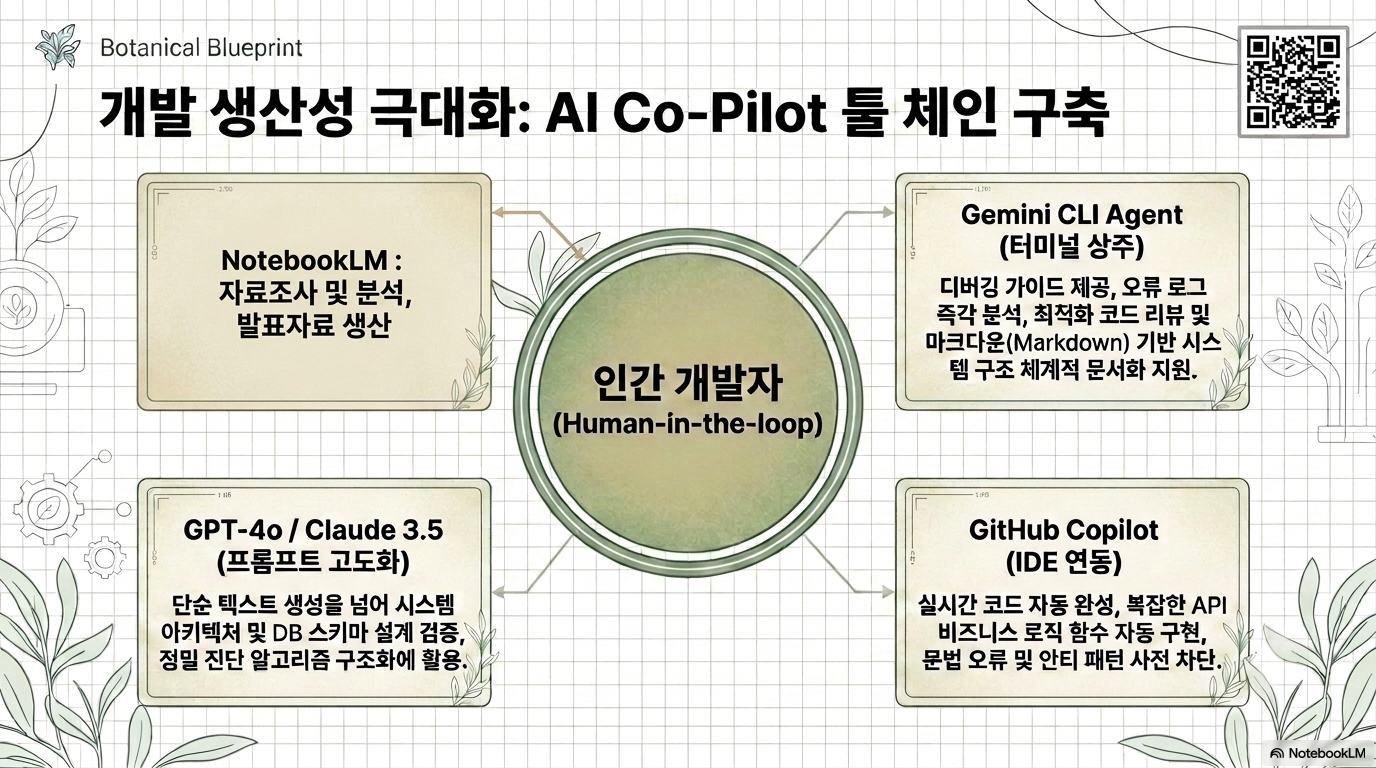 Botanical Blueprint
개발 생산성 극대화: AI Co-Pilot 툴 체인 구축
NotebookLM :
자료조사 및 분석,
발표자료 생산
Gemini CLI Agent
(터미널 상주)
디버깅 가이드 제공, 오류 로그
즉각 분석, 최적화 코드 리뷰 및
마크다운(Markdown) 기반 시스
템 구조 체계적 문서화 지원.
인간 개발자
(Human-in-the-loop)
GPT-4o / Claude 3.5
(프롬프트 고도화)
단순 텍스트 생성을 넘어 시스템
아키텍처 및 DB 스키마 설계 검증,
정밀 진단 알고리즘 구조화에 활용.
GitHub Copilot
(IDE 연동)
실시간 코드 자동 완성, 복잡한 API
비즈니스 로직 함수 자동 구현,
문법 오류 및 안티 패턴 사전 차단.
NotebookLM